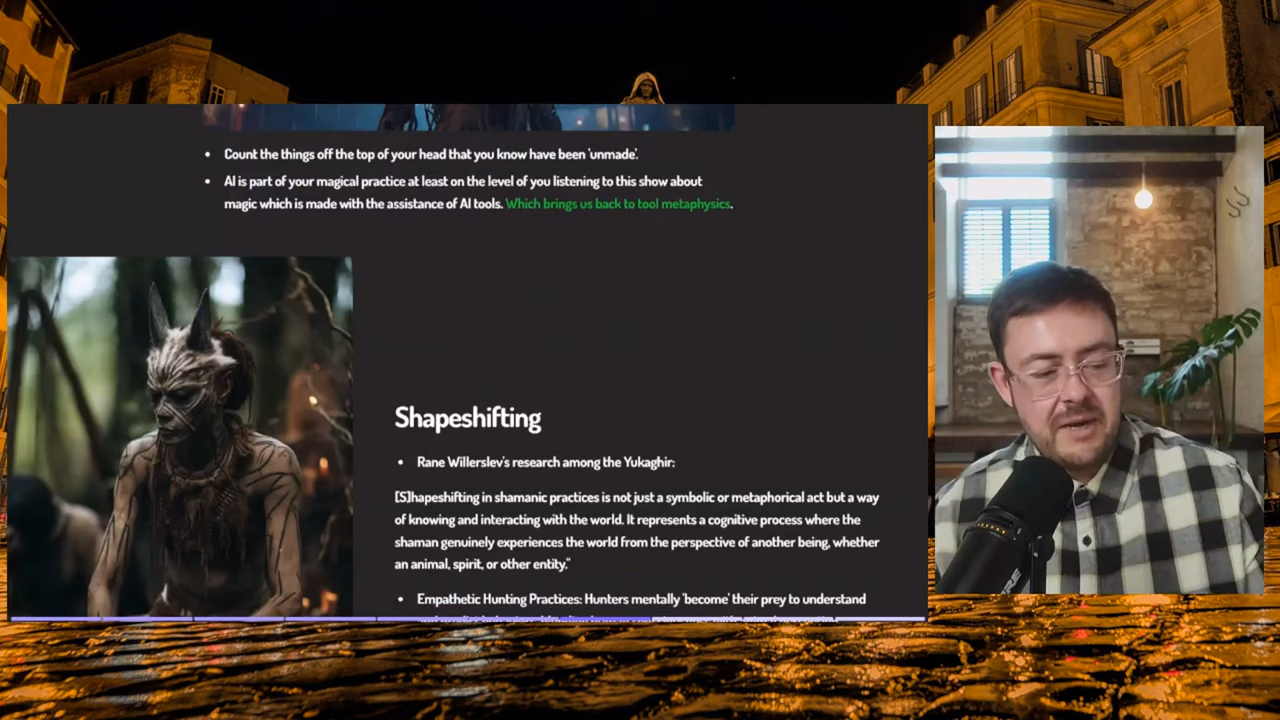 Count the things off the top of your head that you know have been 'unmade'.
AI is part of your magical practice at least on the level of you listening to this show about
magic which is made with the assistance of AI tools. Which brings us back to tool metaphysics.
Shapeshifting
Rane Willerslev's research among the Yukaghir:
[S]hapeshifting in shamanic practices is not just a symbolic or metaphorical act but a way
of knowing and interacting with the world. It represents a cognitive process where the
shaman genuinely experiences the world from the perspective of another being, whether
an animal, spirit, or other entity."
Empathetic Hunting Practices: Hunters mentally 'become' their prey to understand